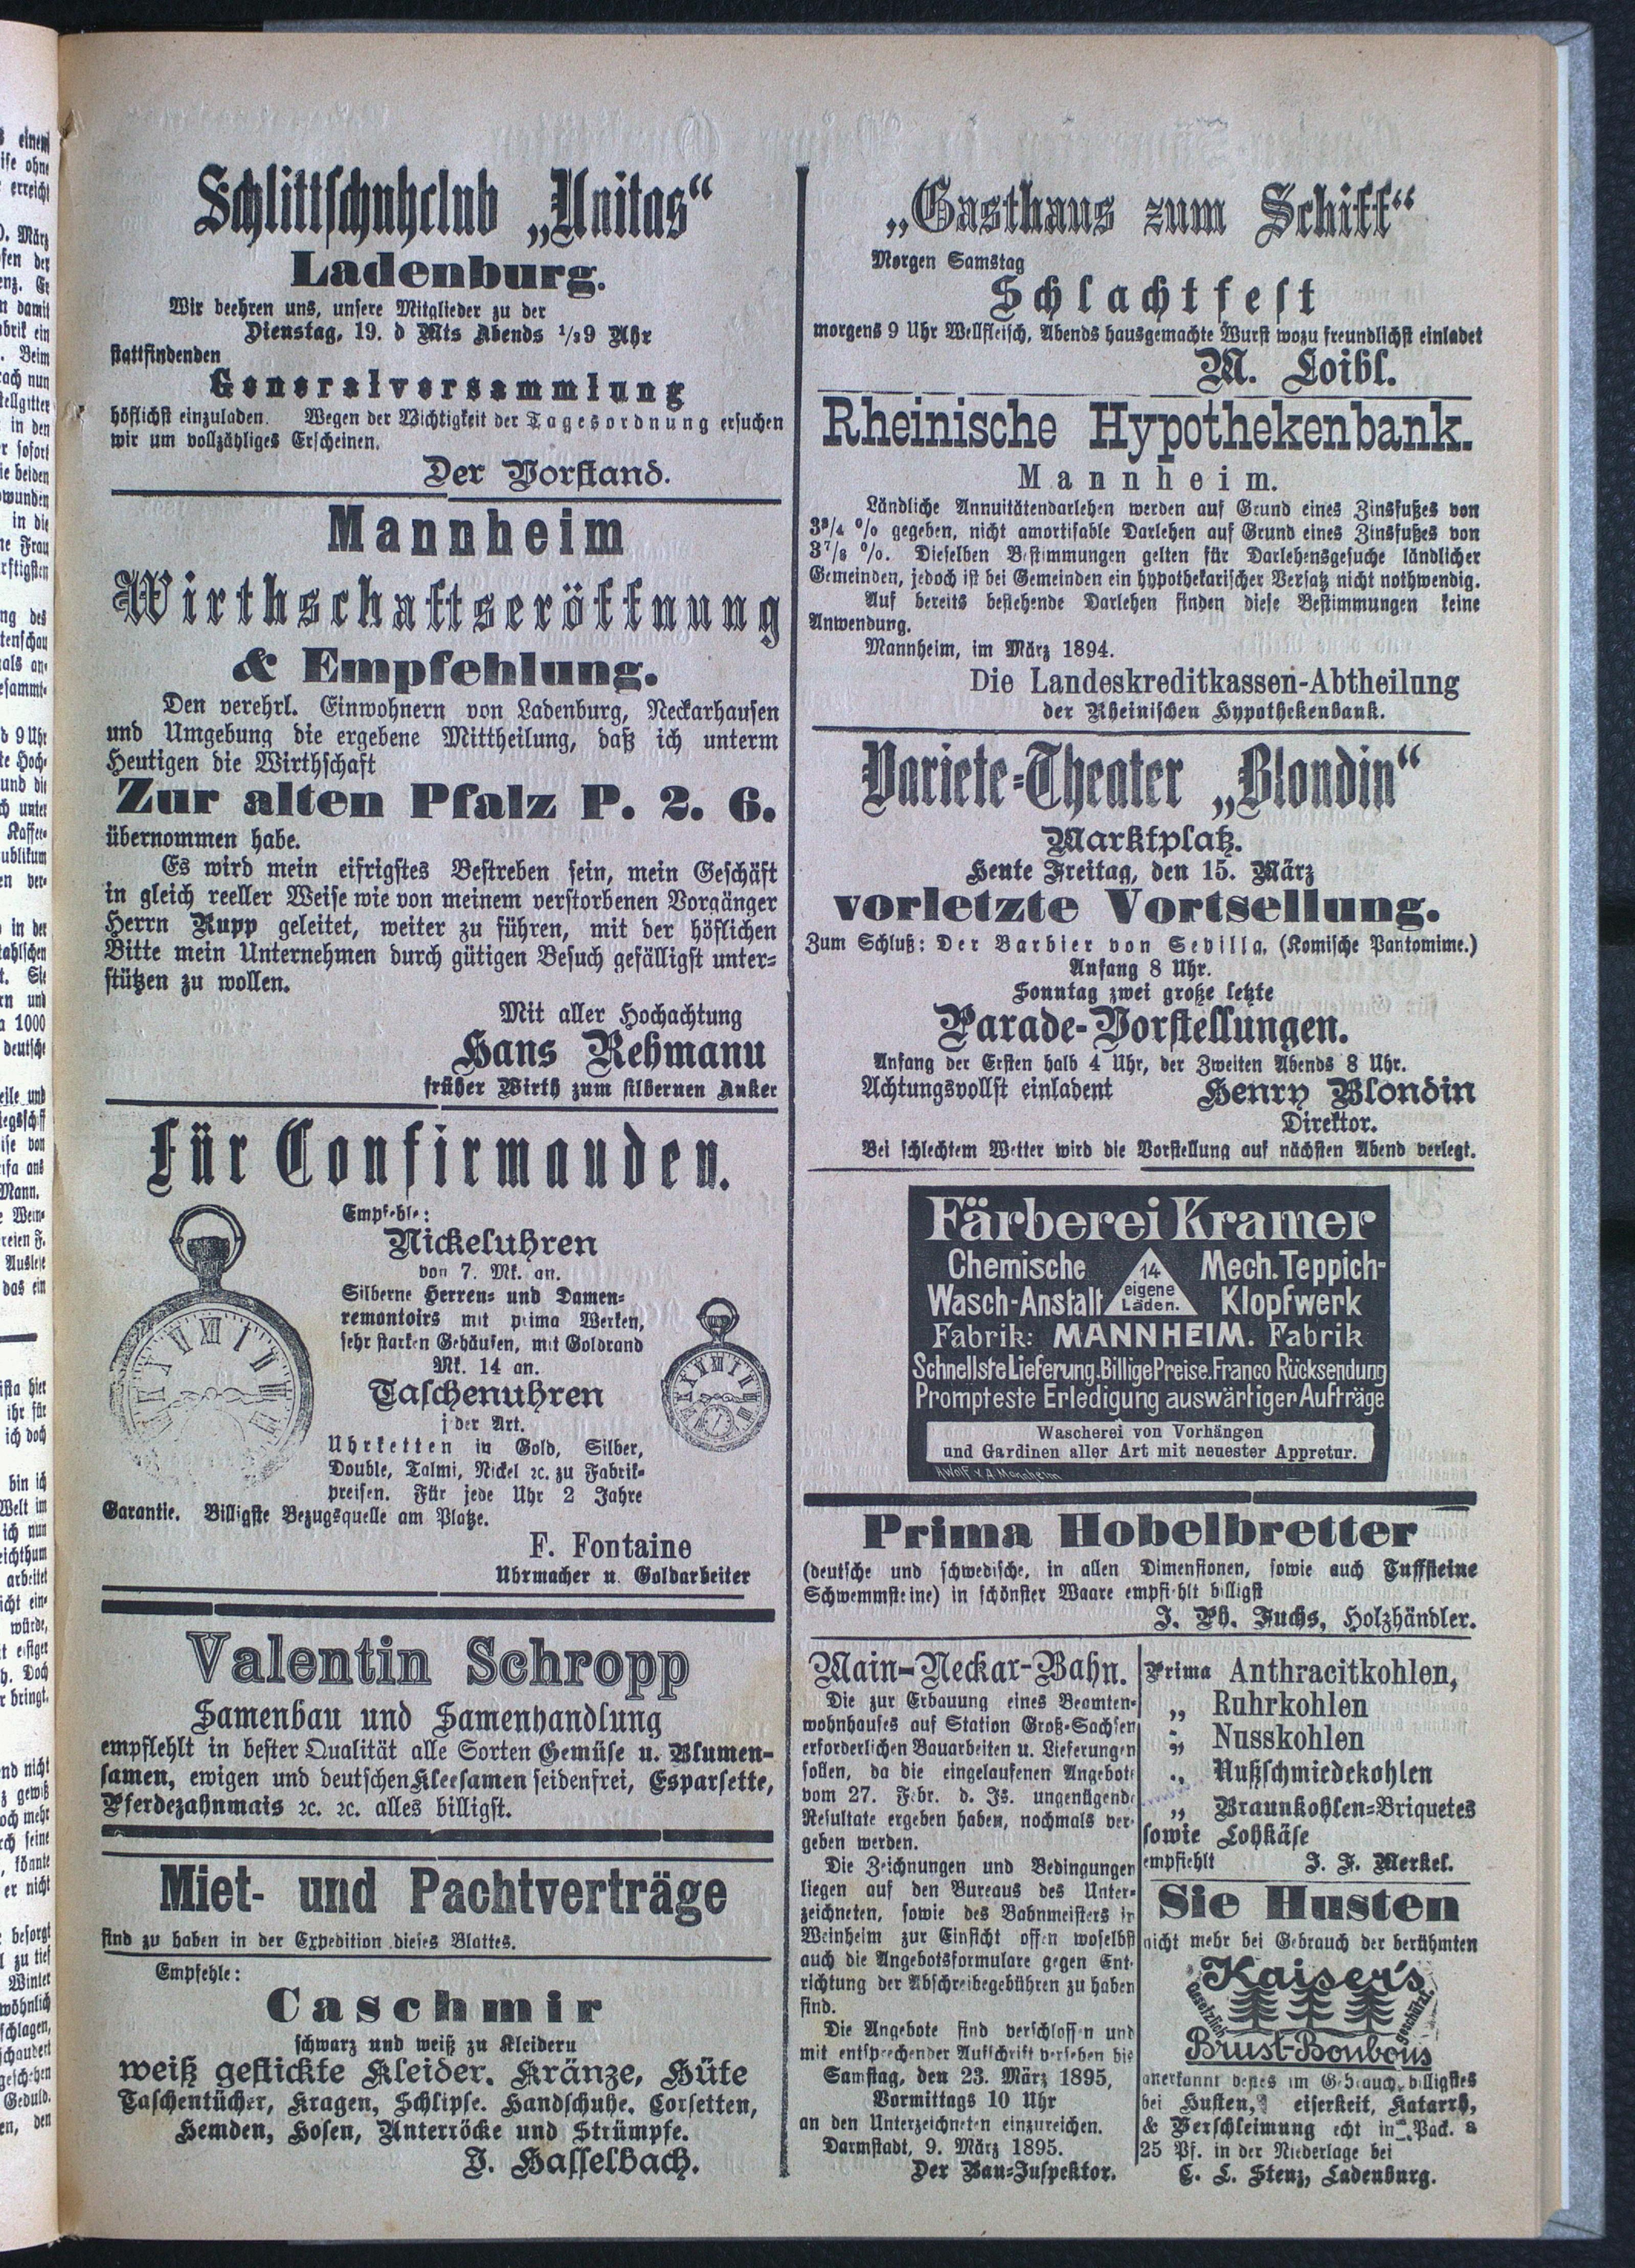 Schlittschuhclub „Unitas“
Ladenburg.
Wir beehren uns, unsere Mitglieder zu der
Dienstag, 19. d Mts Abends 1/29 Uhr
stattfindenden
Generalversammlung
höflichst einzuladen. Wegen der Wichtigkeit der Tagesordnung ersuchen
wir um vollzähliges Erscheinen.
Der Vorstand.
Mannheim
Wirthschaftseröffnung
& Empfehlung.
Den verehrl. Einwohnern von Ladenburg, Neckarhausen
und Umgebung die ergebene Mittheilung, daß ich unterm
Heutigen die Wirthschaft
Zur alten Pfalz P. 2. 6.
übernommen habe.
Es wird mein eifrigstes Bestreben sein, mein Geschäft
in gleich reeller Weise wie von meinem verstorbenen Vorgänger
Herrn Rupp geleitet, weiter zu führen, mit der höflichen
Bitte mein Unternehmen durch gütigen Besuch gefälligst unter-
stützen zu wollen.
Mit aller Hochachtung
Hans Rehmanu
früher Wirth zum silbernen Anker
Für Confirmanden.
Empfehle:
Nickeluhren
von 7. Mk. an.
Silberne Herren- und Damen-
remontoirs mit prima Werken,
sehr starken Gehäusen, mit Goldrand
Mk. 14 an.
Taschenuhren
jeder Art.
Uhrketten in Gold, Silber,
Double, Talmi, Nickel ꝛc. zu Fabrik-
preisen. Für jede Uhr 2 Jahre
Garantie. Billigste Bezugsquelle am Platze.
F. Fontaine
Uhrmacher u. Goldarbeiter
Valentin Schropp
Samenbau und Samenhandlung
empfiehlt in bester Qualität alle Sorten Gemüse u. Blumen-
samen, ewigen und deutschen Kleesamen seidenfrei, Esparsette,
Pferdezahnmais ꝛc. ꝛc. alles billigst.
Miet- und Pachtverträge
sind zu haben in der Expedition dieses Blattes.
Empfehle:
Caschmir
schwarz und weiß zu Kleideru
weiß gestickte Kleider. Kränze, Hüte
Taschentücher, Kragen, Schlipse. Handschuhe. Corsetten,
Hemden, Hosen, Unterröcke und Strümpfe.
J. Hasselbach.
„Gasthaus zum Schiff“
Morgen Samstag
Schlachtfest
morgens 9 Uhr Wellfleisch, Abends hausgemachte Wurst wozu freundlichst einladet
M. Loibl.
Rheinische Hypothekenbank.
Mannheim.
Ländliche Annuitätendarlehen werden auf Grund eines Zinsfußes von
3 3/4 % gegeben, nicht amortisable Darlehen auf Grund eines Zinsfußes von
3 7/8 %. Dieselben Bestimmungen gelten für Darlehensgesuche ländlicher
Gemeinden, jedoch ist bei Gemeinden ein hypothekarischer Versatz nicht nothwendig.
Auf bereits bestehende Darlehen finden diese Bestimmungen keine
Anwendung.
Mannheim, im März 1894.
Die Landeskreditkassen-Abtheilung
der Rheinischen Hypothekenbank.
Variete-Theater „Blondin“
Marktplatz.
Heute Freitag, den 15. März
vorletzte Vortsellung.
Zum Schluß: Der Barbier von Sevilla, (Komische Pantomime.)
Anfang 8 Uhr.
Sonntag zwei große letzte
Parade-Vorstellungen.
Anfang der Ersten halb 4 Uhr, der Zweiten Abends 8 Uhr.
Achtungsvollst einladent Henry Blondin
Direktor.
Bei schlechtem Wetter wird die Vorstellung auf nächsten Abend verlegt.
Färberei Kramer
Chemische
Wasch-Anstalt
14
eigene
Läden.
Mech. Teppich-
Klopfwerk
Fabrik: MANNHEIM. Fabrik
Schnellste Lieferung. Billige Preise. Franco Rücksendung
Prompteste Erledigung auswärtiger Aufträge
Wascherei von Vorhängen
und Gardinen aller Art mit neuester Appretur.
A Wolf X A Mannheim
Prima Hobelbretter
(deutsche und schwedische, in allen Dimensionen, sowie auch Tuffsteine
Schwemmsteine) in schönster Waare empfiehlt billigst
J. Ph. Fuchs, Holzhändler.
Main-Neckar-Bahn.
Die zur Erbauung eines Beamten-
wohnhauses auf Station Groß-Sachsen
erforderlichen Bauarbeiten u. Lieferungen
sollen, da die eingelaufenen Angebote
vom 27. Febr. d. Js. ungenügende
Resultate ergeben haben, nochmals ver-
geben werden.
Die Zeichnungen und Bedingungen
liegen auf den Bureaus des Unter-
zeichneten, sowie des Bahnmeisters in
Weinheim zur Einsicht offen woselbst
auch die Angebotsformulare gegen Ent-
richtung der Abschreibegebühren zu haben
sind.
Die Angebote sind verschlossen und
mit entsprechender Aufschrift versehen bis
Samstag, den 23. März 1895,
Vormittags 10 Uhr
an den Unterzeichneten einzureichen.
Darmstadt, 9. März 1895.
Der Bau-Juspektor.
Prima Anthracitkohlen,
„ Ruhrkohlen
„ Nusskohlen
„ Nußschmiedekohlen
„ Braunkohlen-Briquetes
sowie Lohkäse
empfiehlt J. F. Merkel.
Sie Husten
nicht mehr bei Gebrauch der berühmten
Kaiser's
Gesetzlich geschützt.
Brust-Bonbons
anerkannt bestes im Gebrauch, billigstes
bei Husten, eiserkeit, Katarrh,
& Verschleimung echt in Pack. a
25 Pf. in der Niederlage bei
C. L. Stenz, Ladenburg.